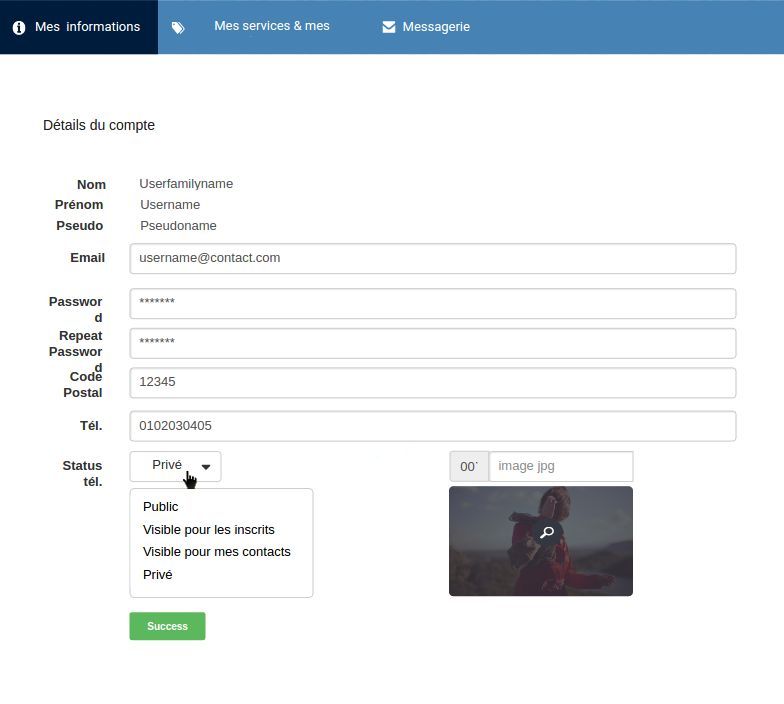 Mes informations
Mes services & mes
Messagerie
Détails du compte
Nom Userfamilyname
Prénom Username
Pseudo Pseudoname
Email username@contact.com
Passwor
d
*******
Repeat
Passwor
d
*******
Code
Postal
12345
Tél. 0102030405
Status
tél.
Privé
00
image jpg
Public
Visible pour les inscrits
Visible pour mes contacts
Privé
Success